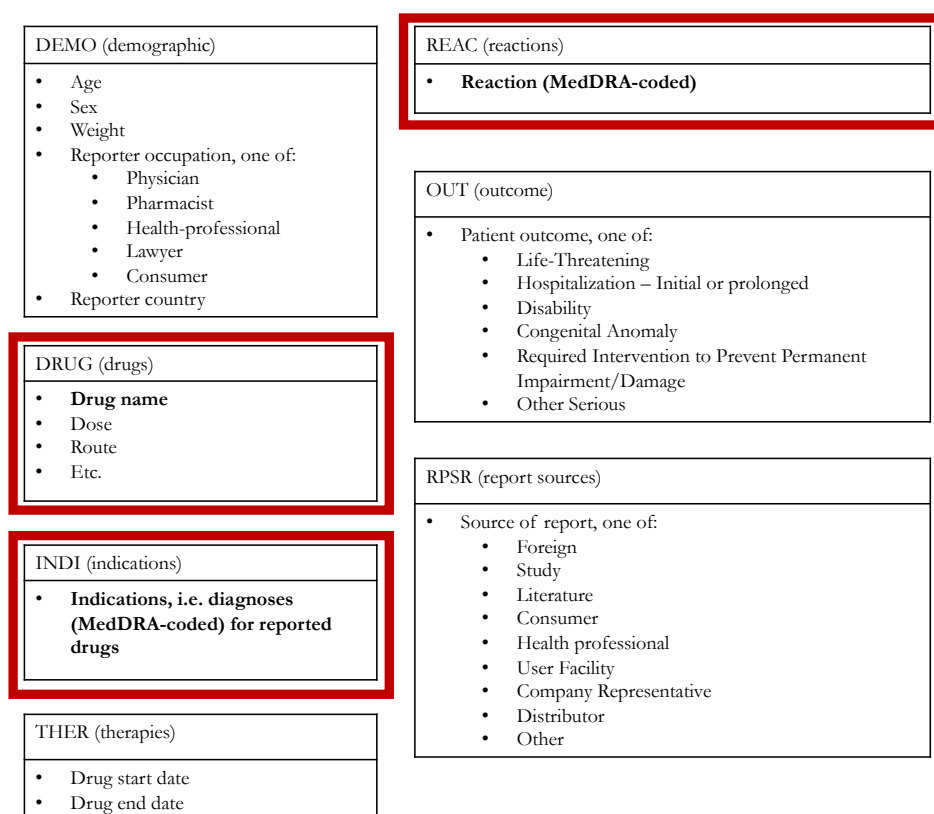 DEMO (demographic)
• Age
• Sex
• Weight
• Reporter occupation, one of:
• Physician
• Pharmacist
• Health-professional
• Lawyer
• Consumer
• Reporter country
DRUG (drugs)
• Drug name
• Dose
• Route
• Etc.
INDI (indications)
• Indications, i.e. diagnoses
(MedDRA-coded) for reported
drugs
THER (therapies)
• Drug start date
• Drug end date
REAC (reactions)
• Reaction (MedDRA-coded)
OUT (outcome)
• Patient outcome, one of:
• Life-Threatening
• Hospitalization – Initial or prolonged
• Disability
• Congenital Anomaly
• Required Intervention to Prevent Permanent
Impairment/Damage
• Other Serious
RPSR (report sources)
• Source of report, one of:
• Foreign
• Study
• Literature
• Consumer
• Health professional
• User Facility
• Company Representative
• Distributor
• Other